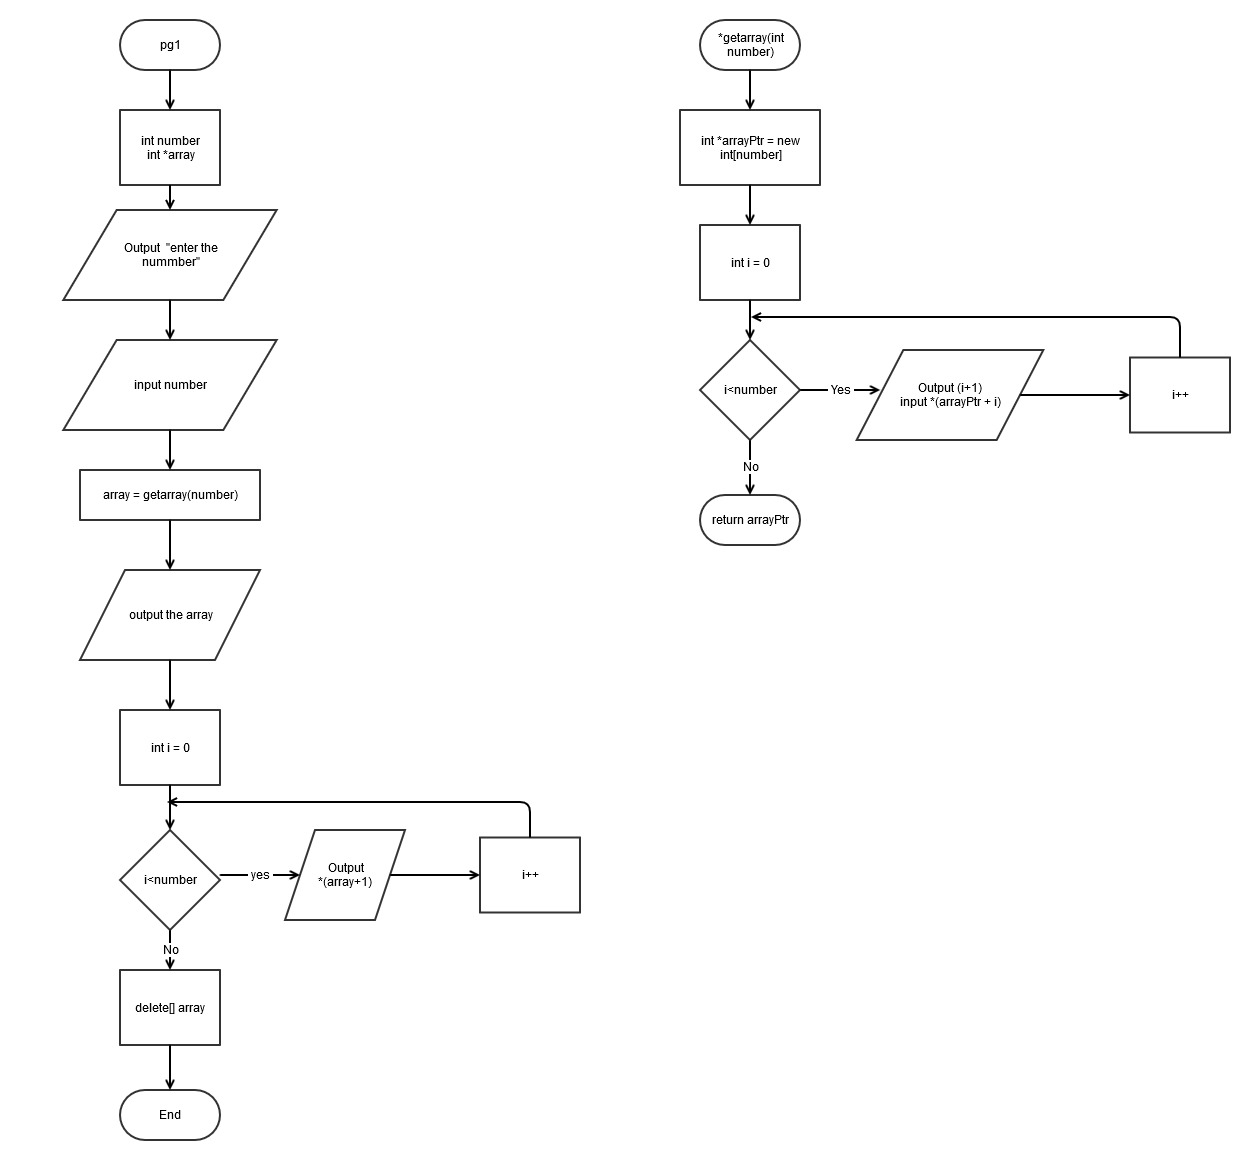 pg1
int number
int *array
Output "enter the
nummber"
input number
array = getarray(number)
output the array
int i = 0
i<number
yes
Output
*(array+1)
i++
No
delete[] array
End
*getarray(int
number)
int *arrayPtr = new
int[number]
int i = 0
i<number
Yes
Output (i+1)
input *(arrayPtr + i)
i++
No
return arrayPtr